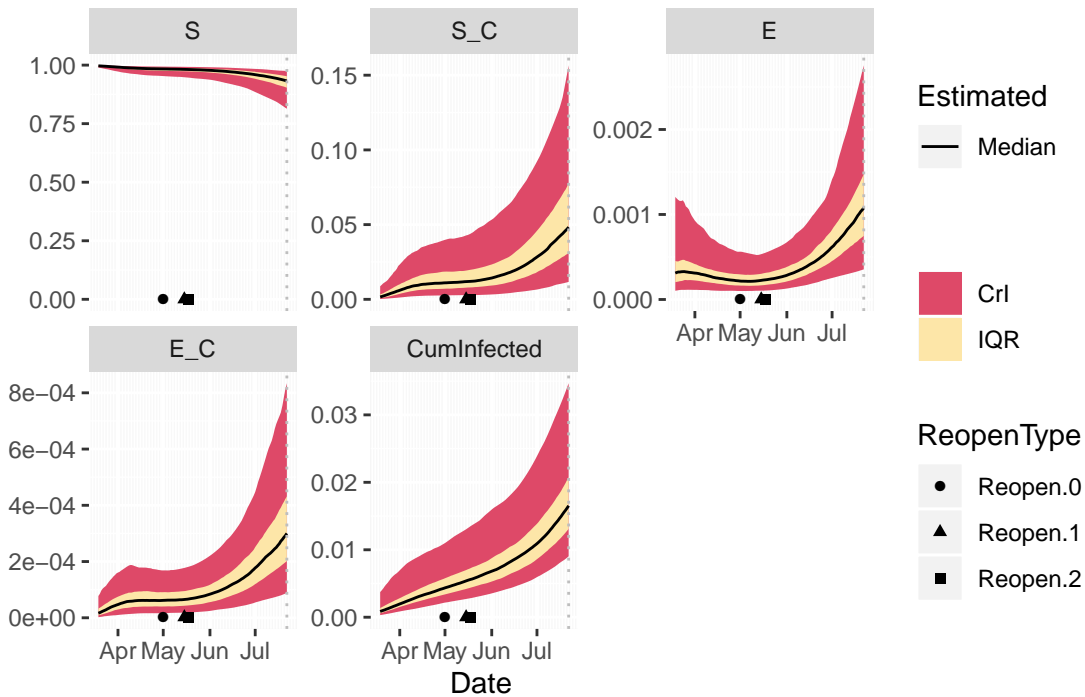 S
1.00
0.75
0.50
0.25
0.00
S_C
0.15
0.10
0.05
0.00
E
0.002
0.001
0.000
Apr May Jun Jul
E_C
8e−04
6e−04
4e−04
2e−04
0e+00
Apr May Jun Jul
CumInfected
0.03
0.02
0.01
0.00
Apr May Jun Jul
Date
Estimated
Median
CrI
IQR
ReopenType
Reopen.0
Reopen.1
Reopen.2